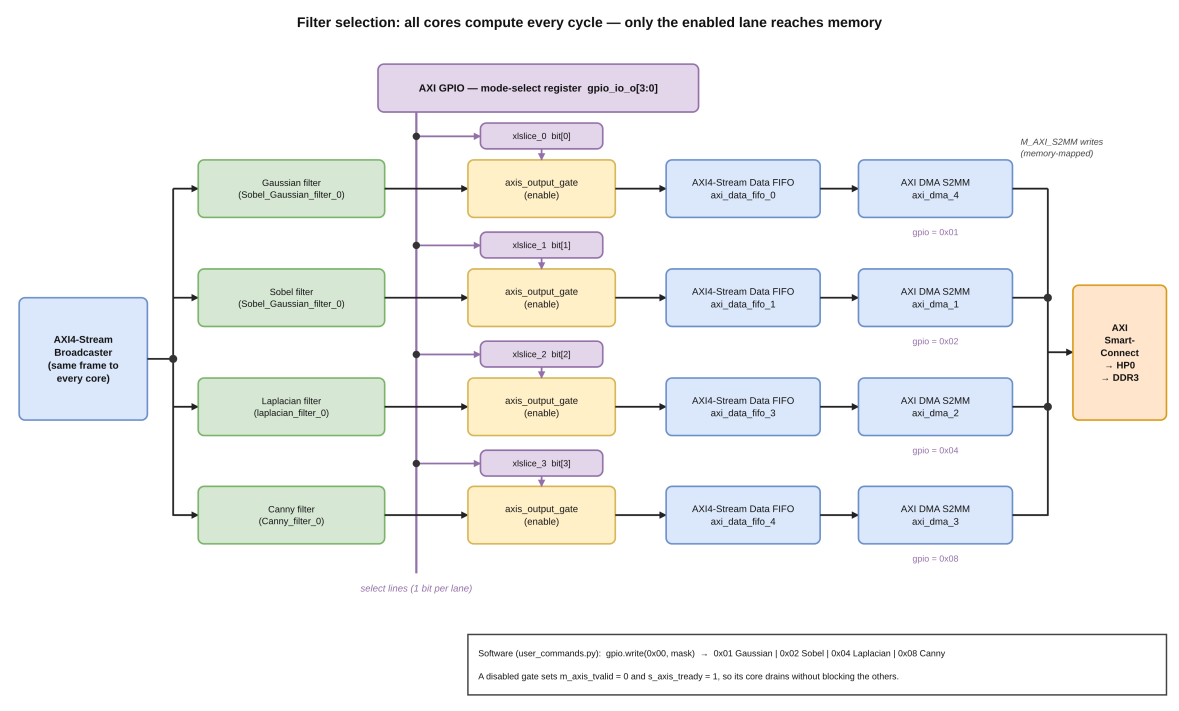 Filter selection: all cores compute every cycle — only the enabled lane reaches memory
AXI GPIO — mode-select register gpio_io_o[3:0]
xlslice_0 bit[0]
M_AXI_S2MM writes
(memory-mapped)
Gaussian filter
(Sobel_Gaussian_filter_0)
axis_output_gate
(enable)
AXI4-Stream Data FIFO
axi_data_fifo_0
AXI DMA S2MM
axi_dma_4
gpio = 0x01
xlslice_1 bit[1]
Sobel filter
(Sobel_Gaussian_filter_0)
axis_output_gate
(enable)
AXI4-Stream Data FIFO
axi_data_fifo_1
AXI DMA S2MM
axi_dma_1
gpio = 0x02
AXI4-Stream
Broadcaster
(same frame to
every core)
AXI
Smart-
Connect
→ HP0
→ DDR3
xlslice_2 bit[2]
Laplacian filter
(laplacian_filter_0)
axis_output_gate
(enable)
AXI4-Stream Data FIFO
axi_data_fifo_3
AXI DMA S2MM
axi_dma_2
gpio = 0x04
xlslice_3 bit[3]
Canny filter
(Canny_filter_0)
axis_output_gate
(enable)
AXI4-Stream Data FIFO
axi_data_fifo_4
AXI DMA S2MM
axi_dma_3
gpio = 0x08
select lines (1 bit per lane)
Software (user_commands.py): gpio.write(0x00, mask) → 0x01 Gaussian | 0x02 Sobel | 0x04 Laplacian | 0x08 Canny
A disabled gate sets m_axis_tvalid = 0 and s_axis_tready = 1, so its core drains without blocking the others.